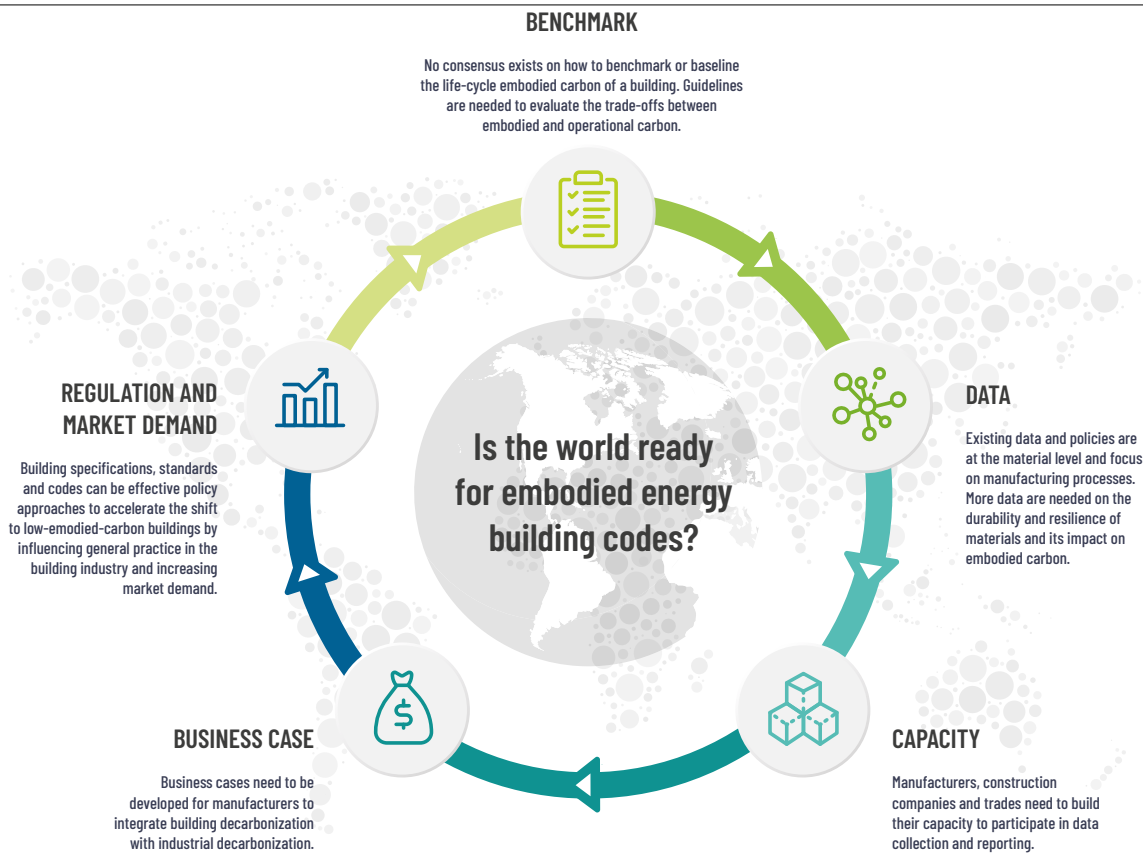 BENCHMARK
No consensus exists on how to benchmark or baseline
the life-cycle embodied carbon of a building. Guidelines
are needed to evaluate the trade-offs between
embodied and operational carbon.
REGULATION AND
MARKET DEMAND
Building specifications, standards
and codes can be effective policy
approaches to accelerate the shift
to low-emodied-carbon buildings by
influencing general practice in the
building industry and increasing
market demand.
Is the world ready
for embodied energy
building codes?
DATA
Existing data and policies are
at the material level and focus
on manufacturing processes.
More data are needed on the
durability and resilience of
materials and its impact on
embodied carbon.
BUSINESS CASE
Business cases need to be
developed for manufacturers to
integrate building decarbonization
with industrial decarbonization.
$
CAPACITY
Manufacturers, construction
companies and trades need to build
their capacity to participate in data
collection and reporting.